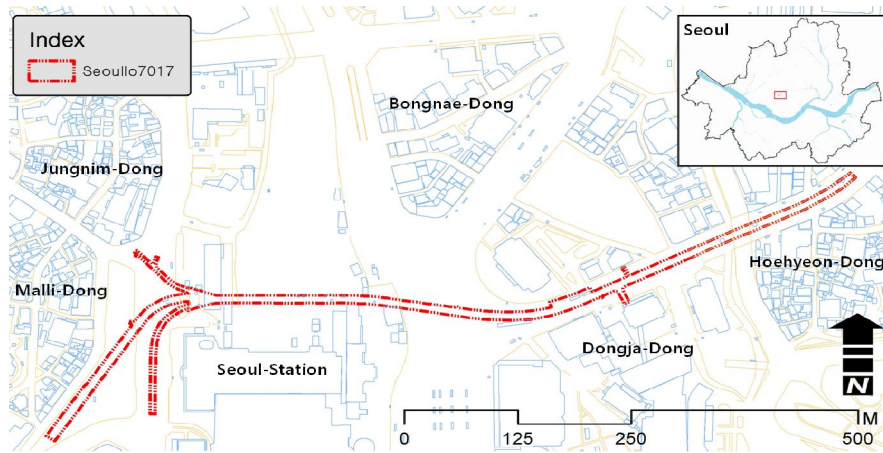 Index
Seoullo7017
Seoul
Bongnae-Dong
Jungnim-Dong
Hoehyeon-Dong
Malli-Dong
Dongja-Dong
Seoul-Station
N
M
0 125 250 500